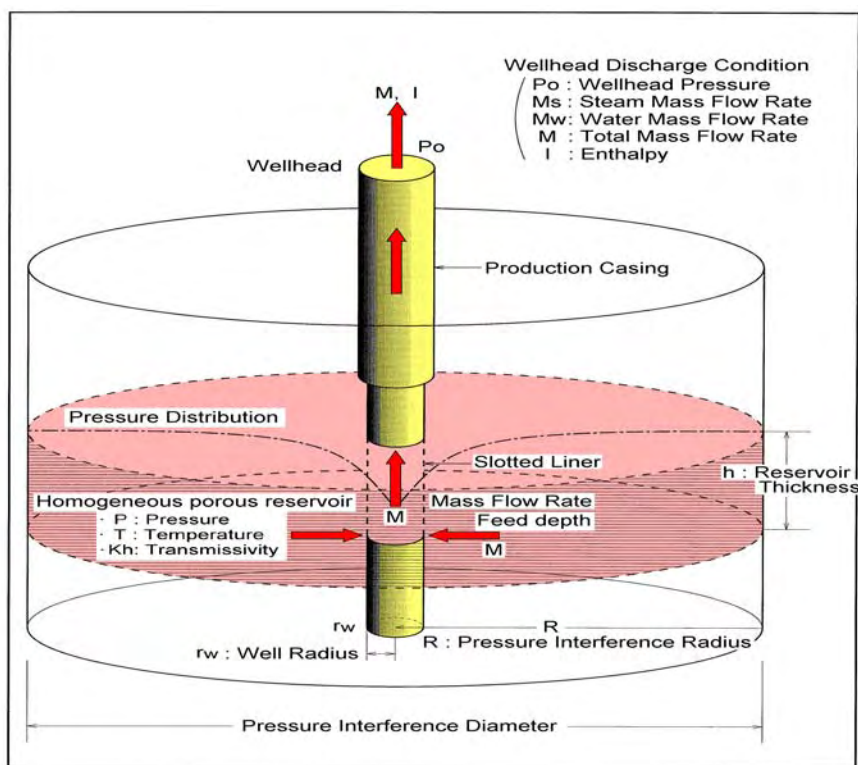 Wellhead Discharge Condition
Po : Wellhead Pressure
Ms : Steam Mass Flow Rate
Mw: Water Mass Flow Rate
M : Total Mass Flow Rate
I : Enthalpy
M, I
Po
Wellhead
Production Casing
Pressure Distribution
Slotted Liner
h : Reservoir
Thickness
Homogeneous porous reservoir
· P : Pressure
· T : Temperature
· Kh: Transmissivity
Mass Flow Rate
M
Feed depth
M
rw
R
R : Pressure Interference Radius
rw : Well Radius
Pressure Interference Diameter